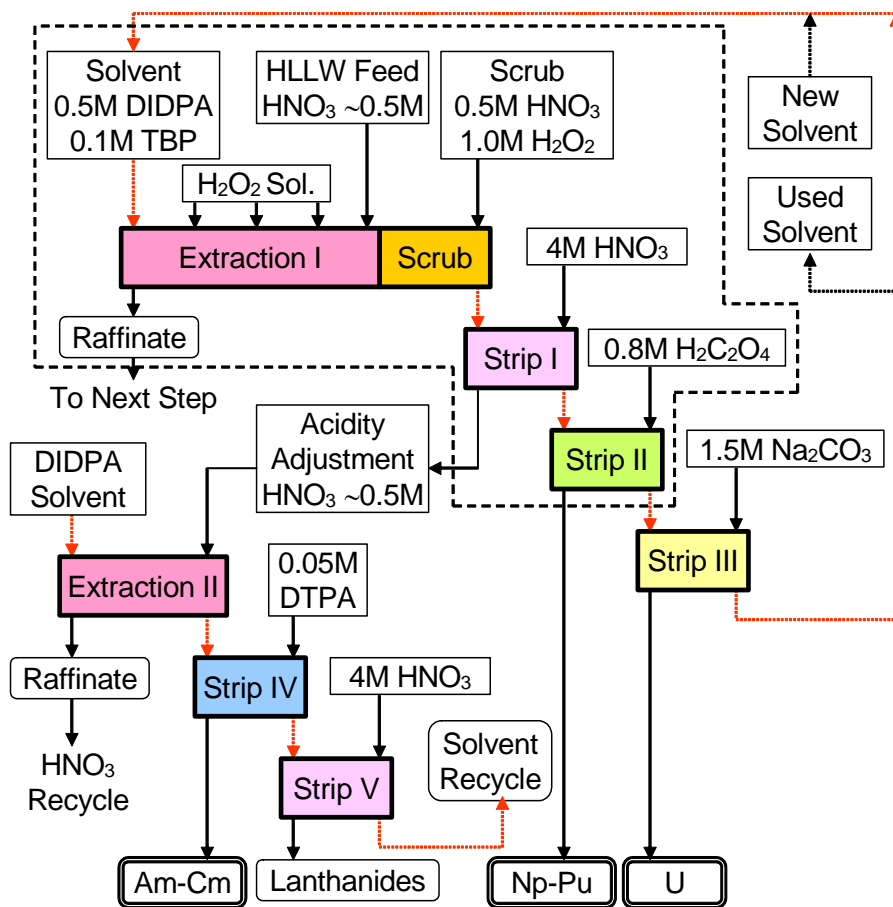 Solvent
0.5M DIDPA
0.1M TBP
HLLW Feed
HNO₃ ~0.5M
Scrub
0.5M HNO₃
1.0M H₂O₂
New
Solvent
H₂O₂ Sol.
Used
Solvent
Extraction I
Scrub
4M HNO₃
Raffinate
Strip I
0.8M H₂C₂O₄
To Next Step
Acidity
Adjustment
HNO₃ ~0.5M
DIDPA
Solvent
Strip II
1.5M Na₂CO₃
Strip III
Extraction II
0.05M
DTPA
Raffinate
Strip IV
4M HNO₃
HNO₃
Recycle
Solvent
Recycle
Strip V
Am-Cm
Lanthanides
Np-Pu
U